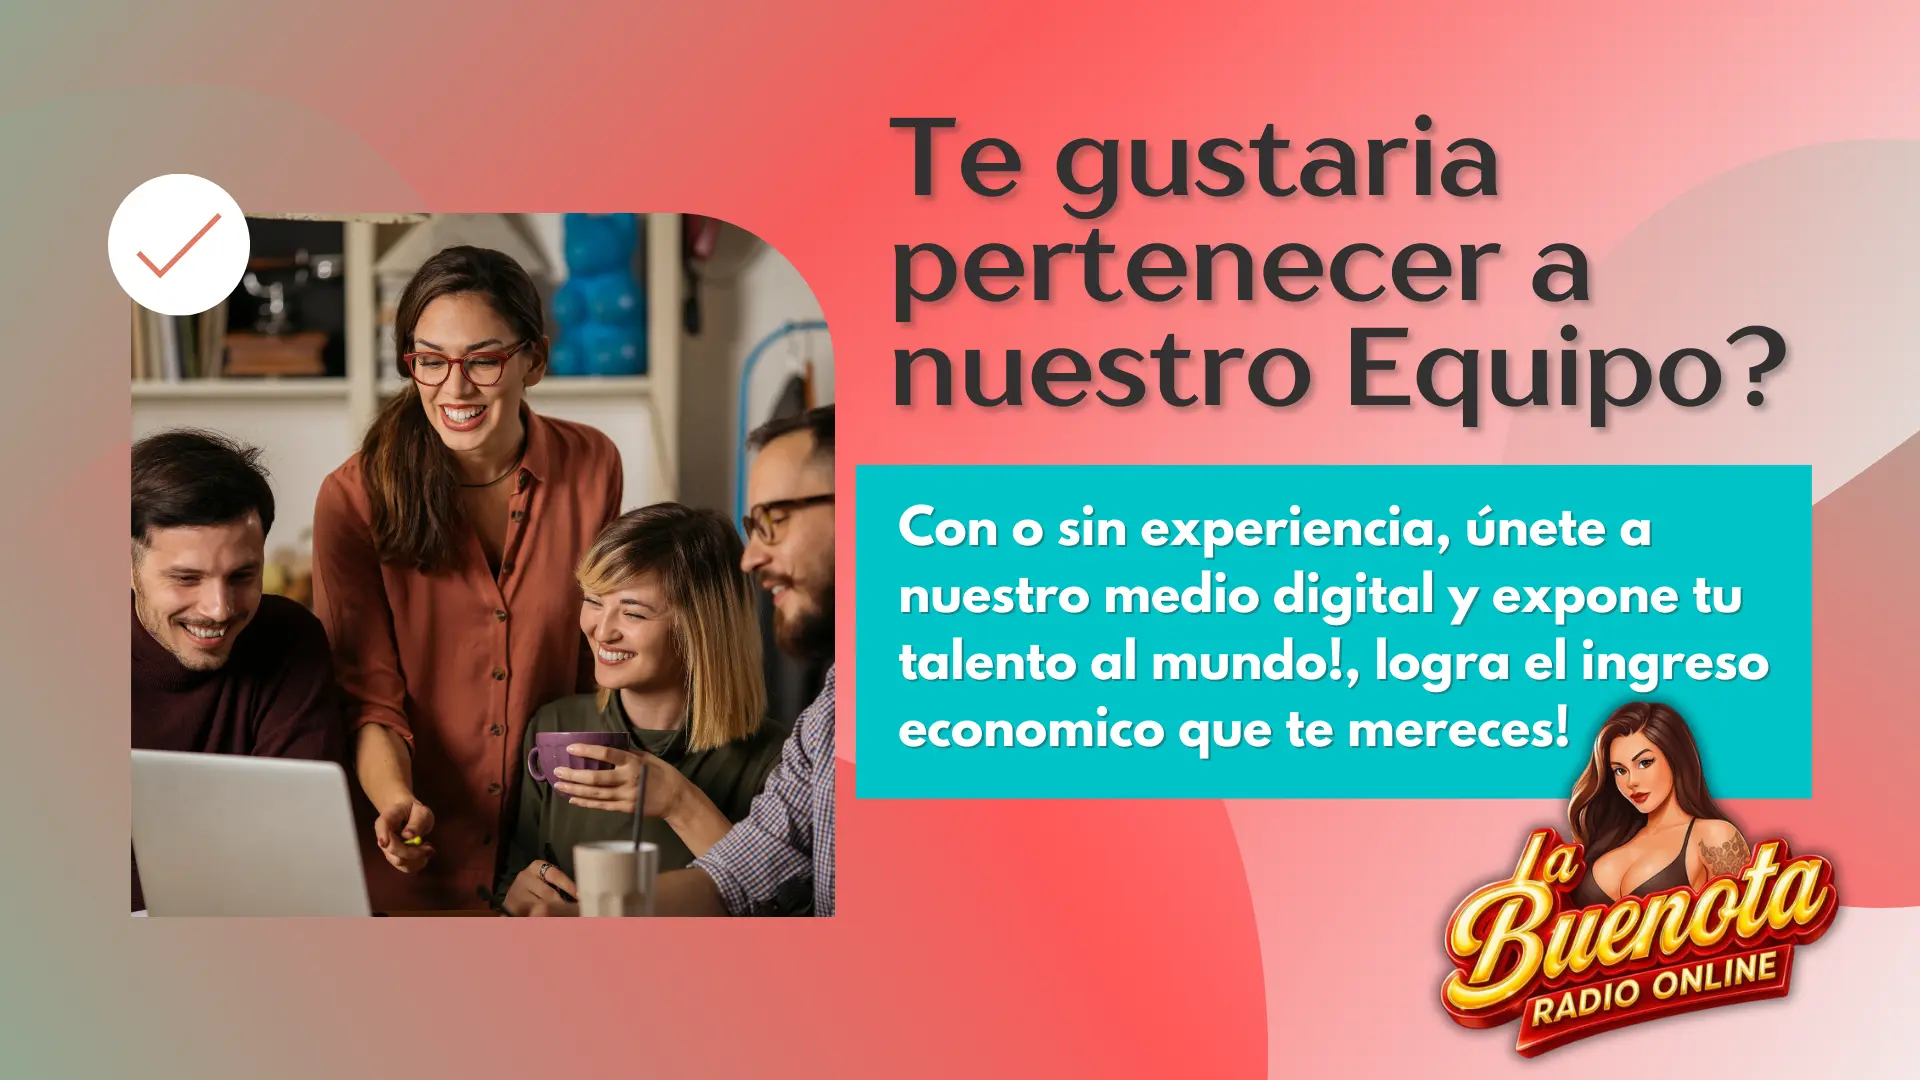 Te gustaria
pertenecer a
nuestro Equipo?
Con o sin experiencia, únete a
nuestro medio digital y expone tu
talento al mundo!, logra el ingreso
economico que te mereces!
La
Buenota
RADIO ONLINE